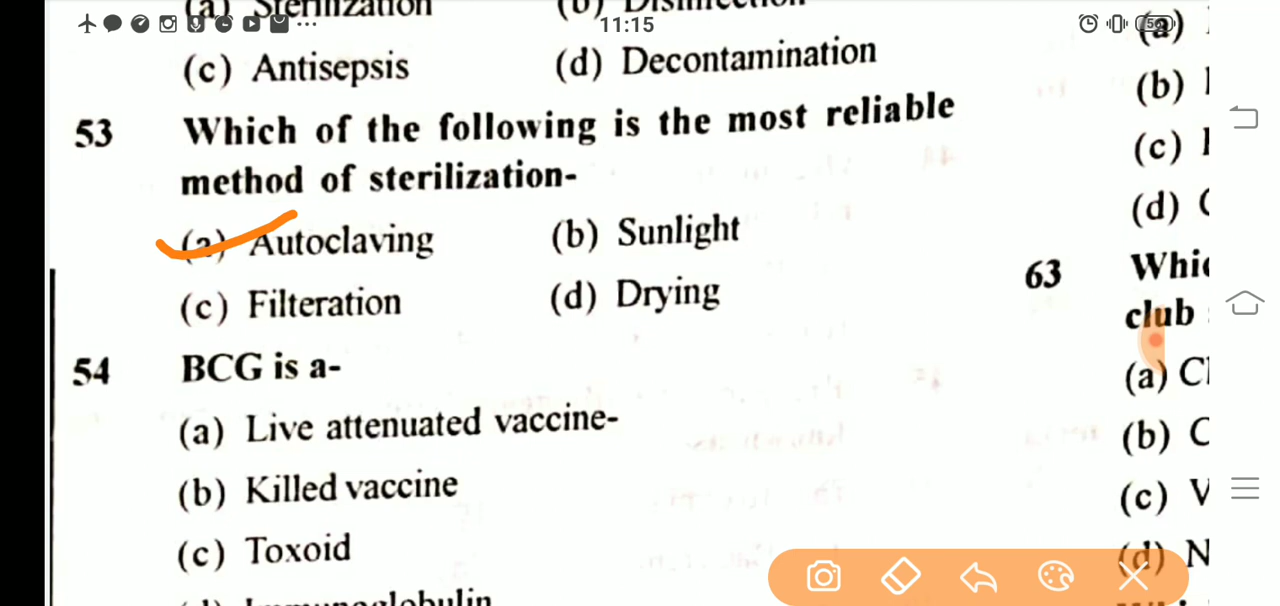 11:15
(a) Sterilization
(c) Antisepsis (d) Decontamination
53 Which of the following is the most reliable
method of sterilization-
(a) Autoclaving (b) Sunlight
(c) Filteration (d) Drying
54 BCG is a-
(a) Live attenuated vaccine-
(b) Killed vaccine
(c) Toxoid
(a)
(b)
(c)
(d)
63
club
(a)
(b)
(c)
(d)